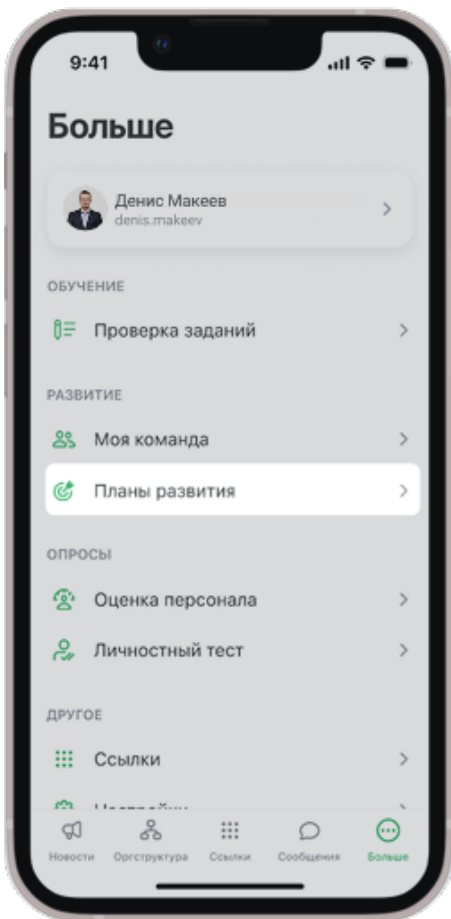 9:41
Больше
Денис Макеев
denis.makeev
ОБУЧЕНИЕ
Проверка заданий
РАЗВИТИЕ
Моя команда
Планы развития
ОПРОСЫ
Оценка персонала
Личностный тест
ДРУГОЕ
Ссылки
Настройки
Новости Оргструктура Ссылки Сообщения Больше